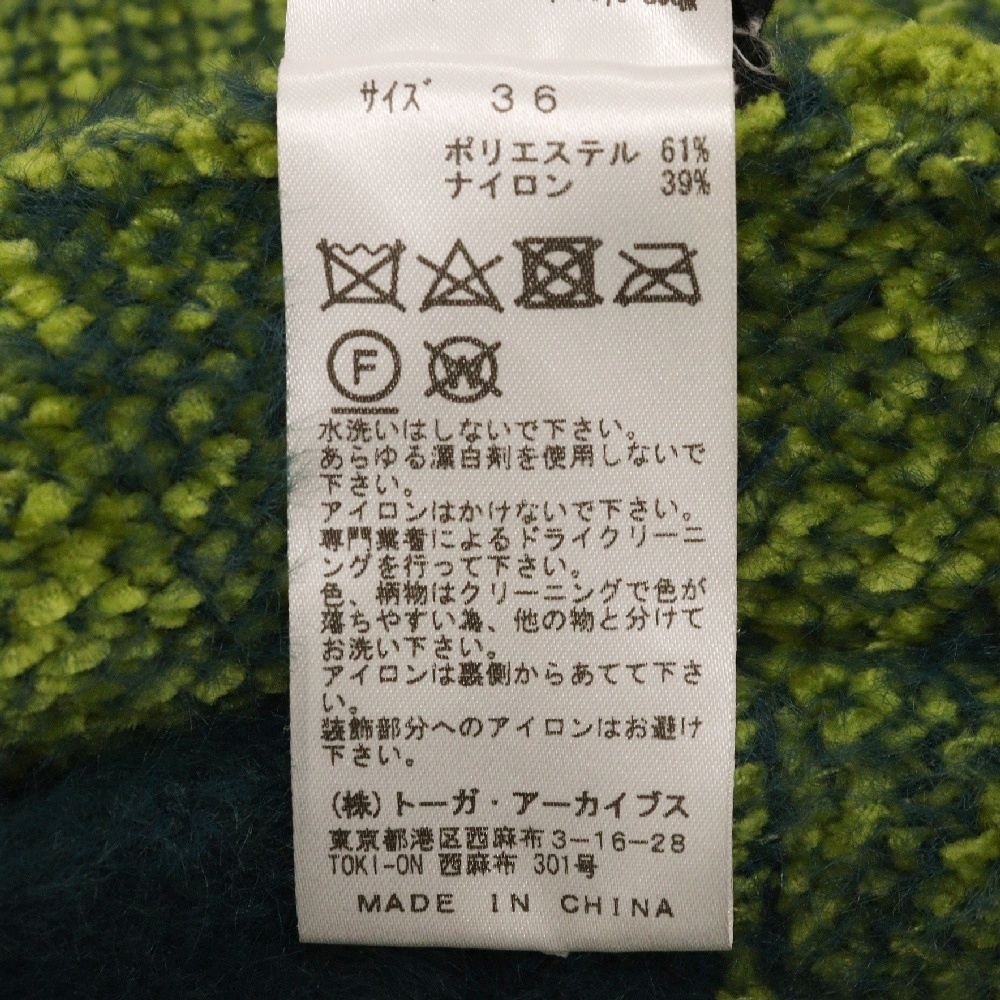 サイズ 36
ポリエステル 61%
ナイロン 39%
F W
水洗いはしないで下さい。
あらゆる漂白剤を使用しないで
下さい。
アイロンはかけないで下さい。
専門業者によるドライクリーニ
ングを行って下さい。
色、柄物はクリーニングで色が
落ちやすい為、他の物と分けて
お洗い下さい。
アイロンは裏側からあてて下さ
い。
装飾部分へのアイロンはお避け
下さい。
(株)トーガ・アーカイブス
東京都港区西麻布3-16-28
TOKI-ON 西麻布 301号
MADE IN CHINA